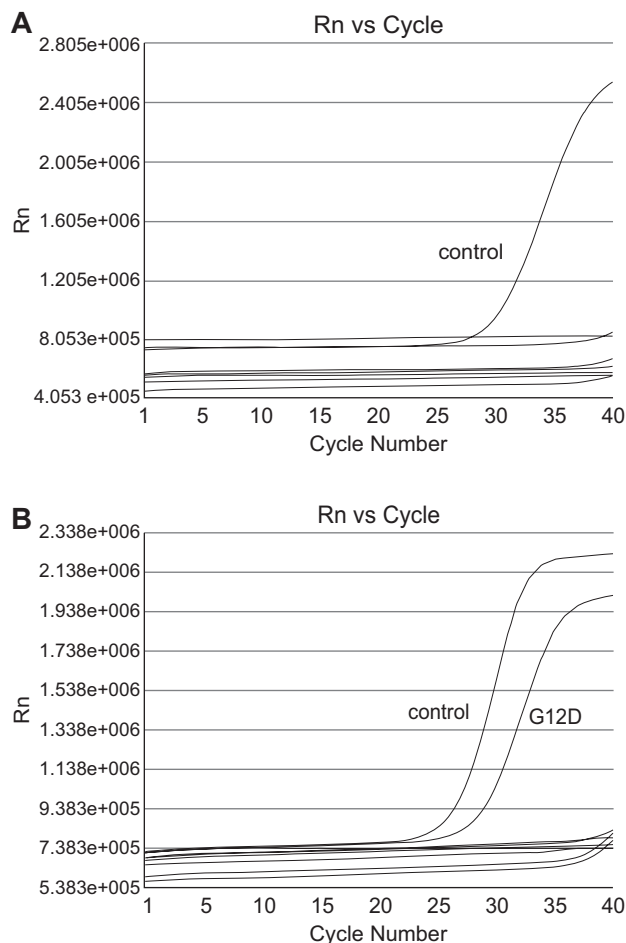 A
Rn vs Cycle
2.805e+006
2.405e+006
2.005e+006
1.605e+006
1.205e+006
8.053e+005
4.053 e+005
Rn
control
1 5 10 15 20 25 30 35 40
Cycle Number
B
Rn vs Cycle
2.338e+006
2.138e+006
1.938e+006
1.738e+006
1.538e+006
1.338e+006
1.138e+006
9.383e+005
7.383e+005
5.383e+005
Rn
control
G12D
1 5 10 15 20 25 30 35 40
Cycle Number